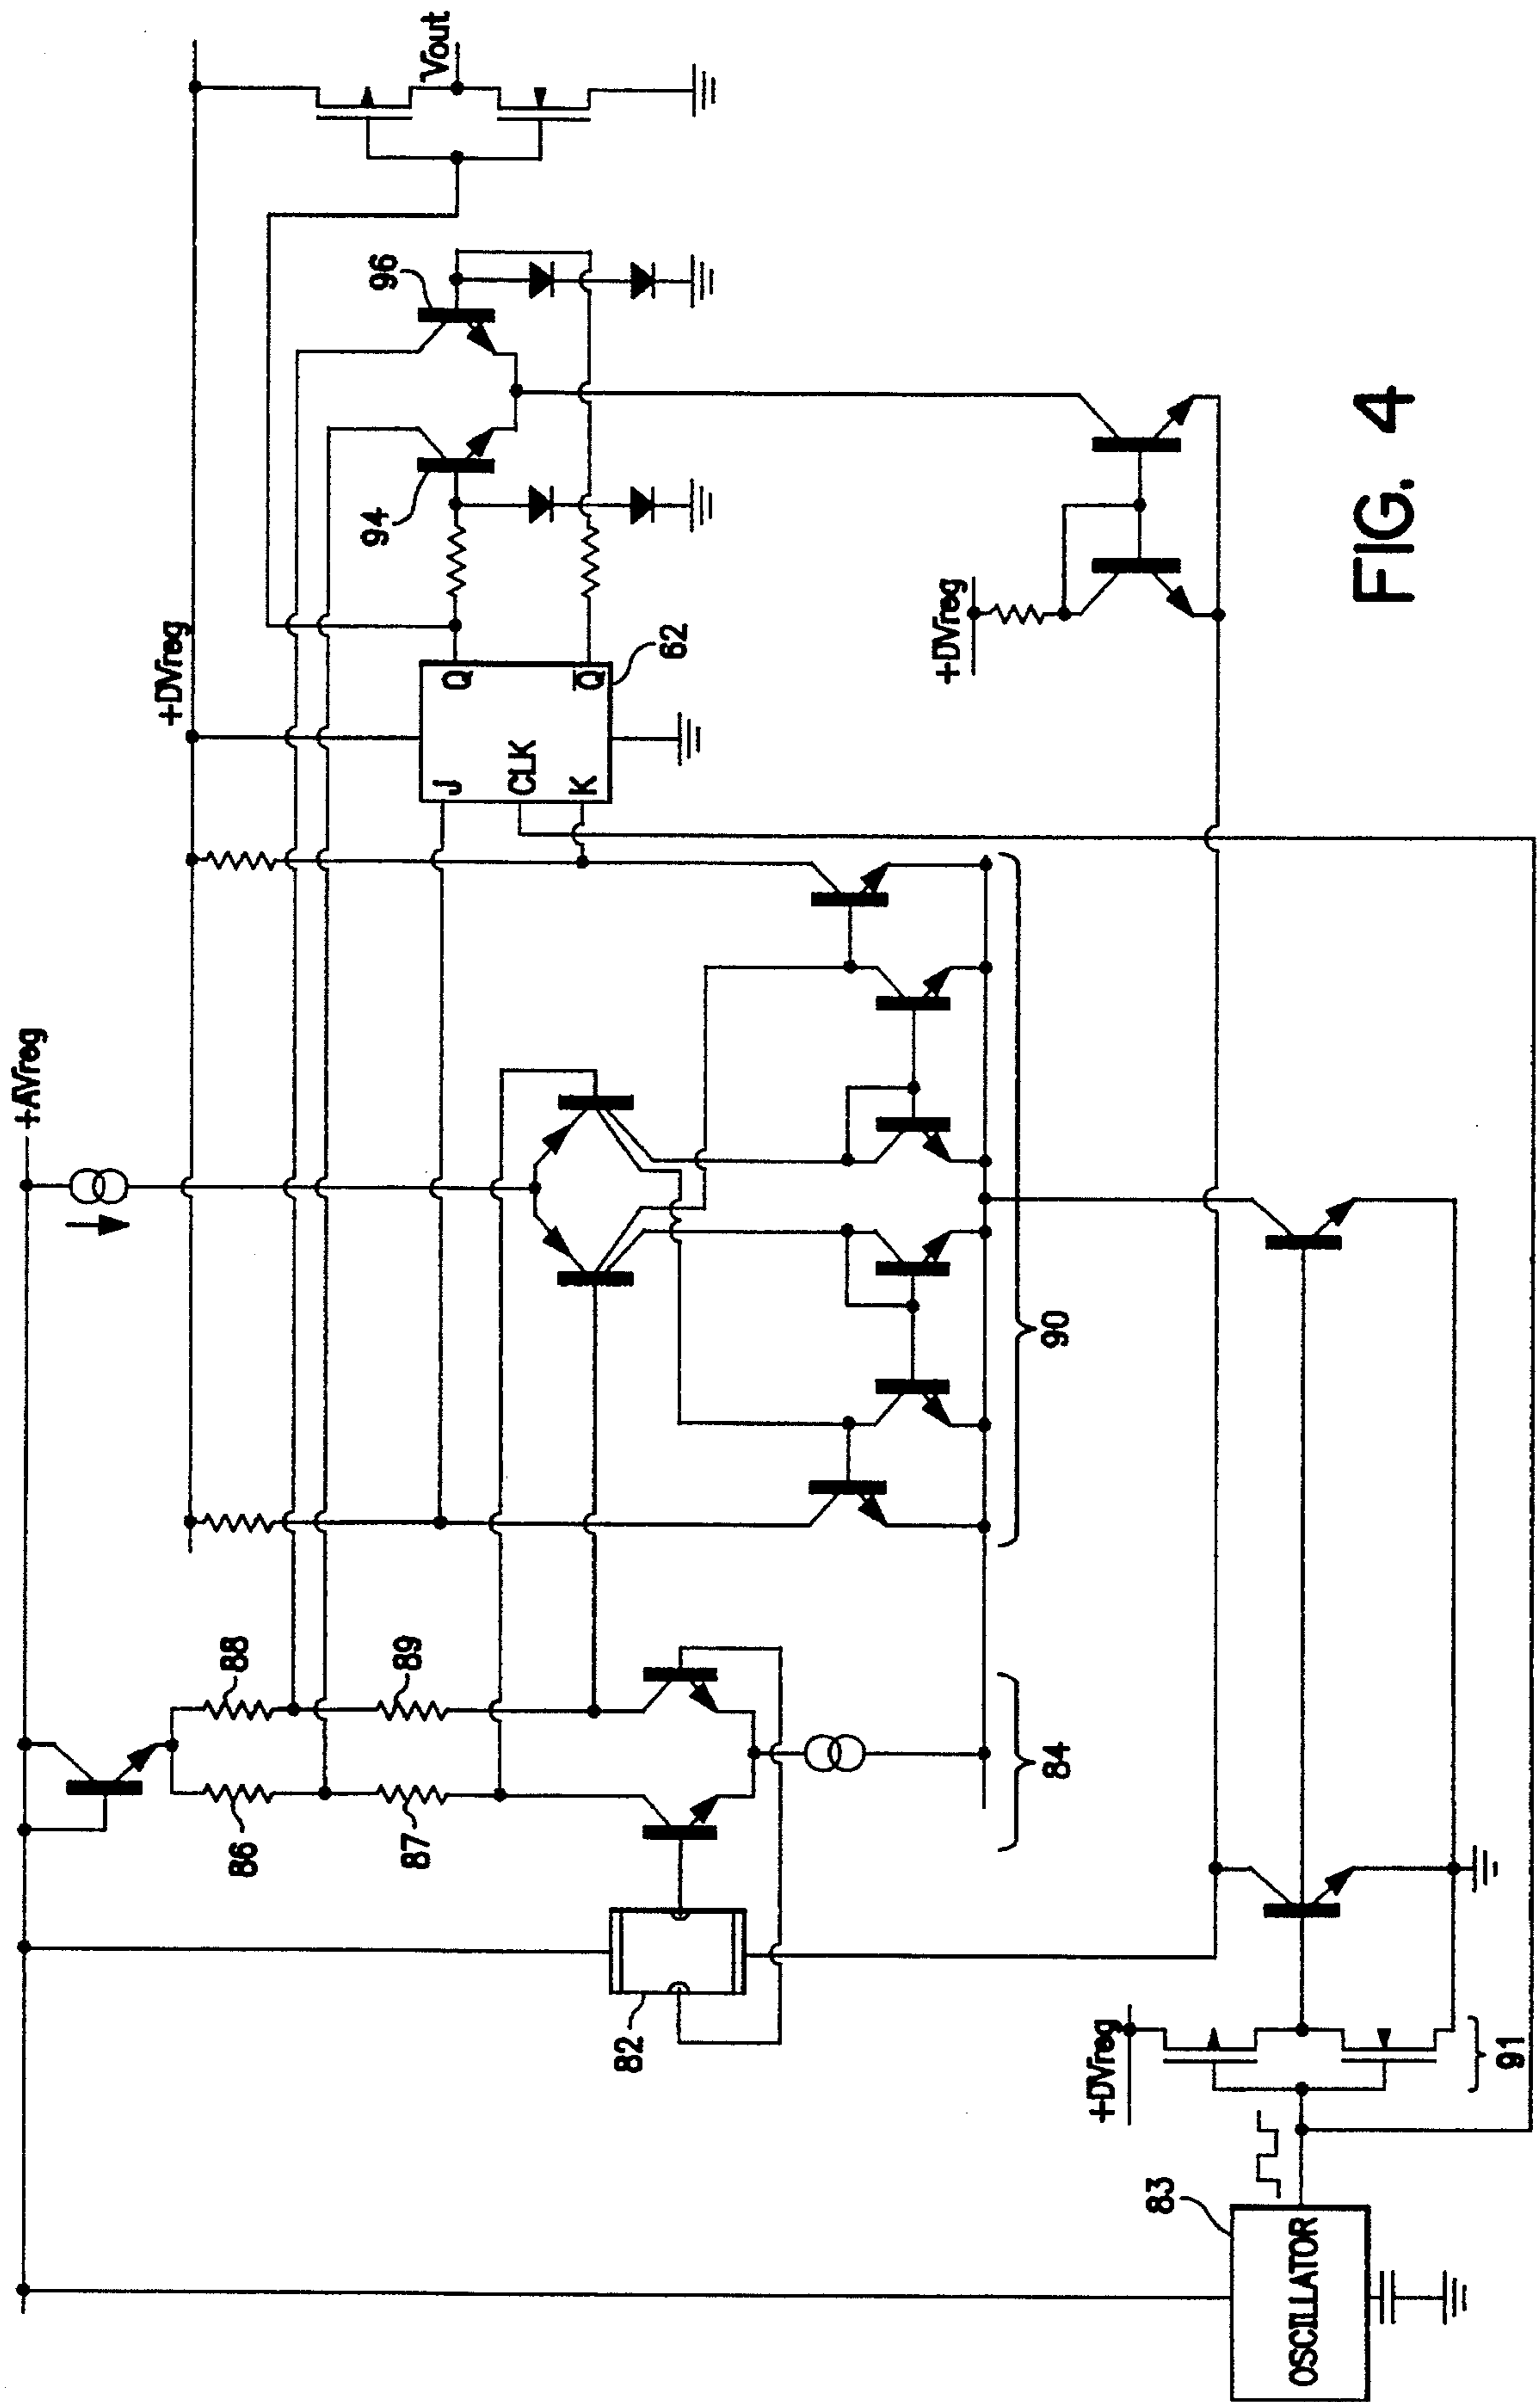 +AVreg
+DVreg
Vout
88
86
89
87
82
84
90
J
CLK
K
Q
Q̅
62
94
96
+DVreg
+DVreg
91
83
OSCILLATOR
FIG. 4